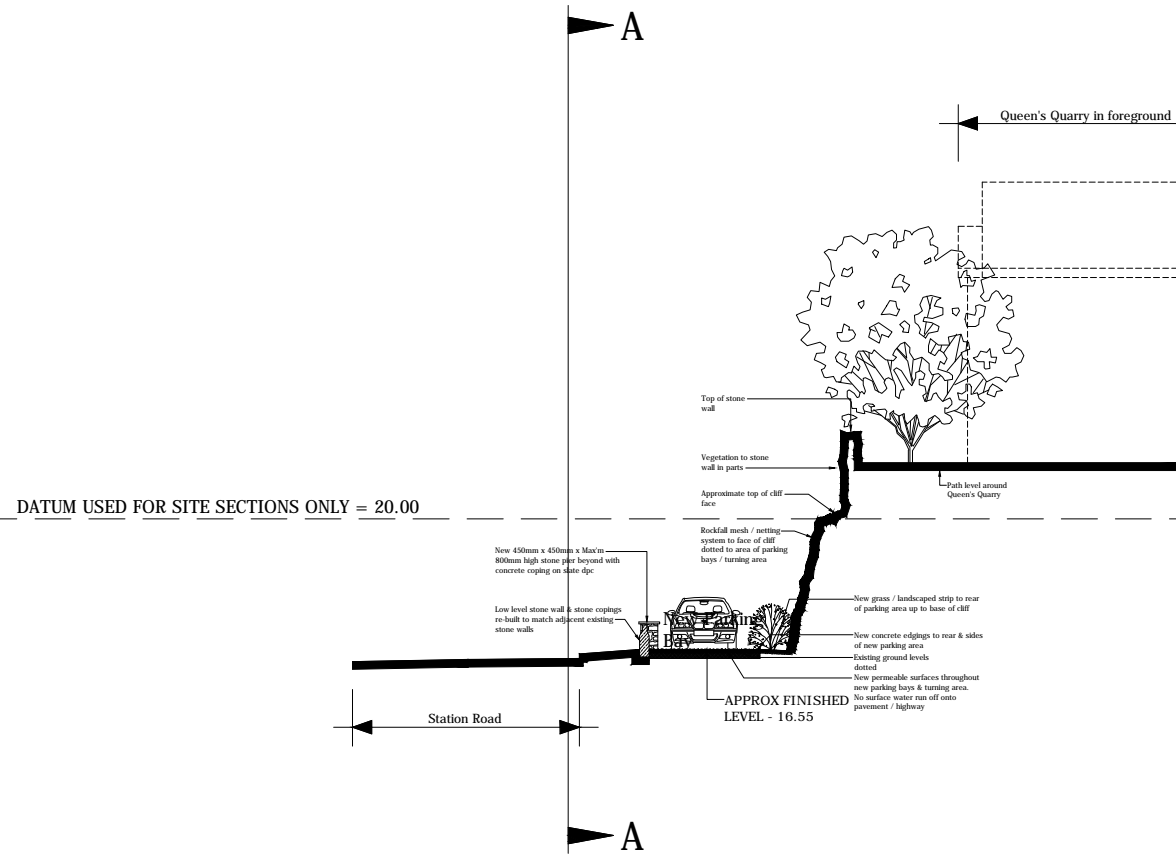 A
Queen's Quarry in foreground
Top of stone
wall
Vegetation to stone
wall in parts
Path level around
Queen's Quarry
Approximate top of cliff
face
DATUM USED FOR SITE SECTIONS ONLY = 20.00
Rockfall mesh / netting
system to face of cliff
dotted to area of parking
bays / turning area
New 450mm x 450mm x Max'm
800mm high stone pier beyond with
concrete coping on slate dpc
Low level stone wall & stone copings
re-built to match adjacent existing
stone walls
New Parking
Bay
New grass / landscaped strip to rear
of parking area up to base of cliff
New concrete edgings to rear & sides
of new parking area
Existing ground levels
dotted
New permeable surfaces throughout
new parking bays & turning area.
No surface water run off onto
pavement / highway
APPROX FINISHED
LEVEL - 16.55
Station Road
A